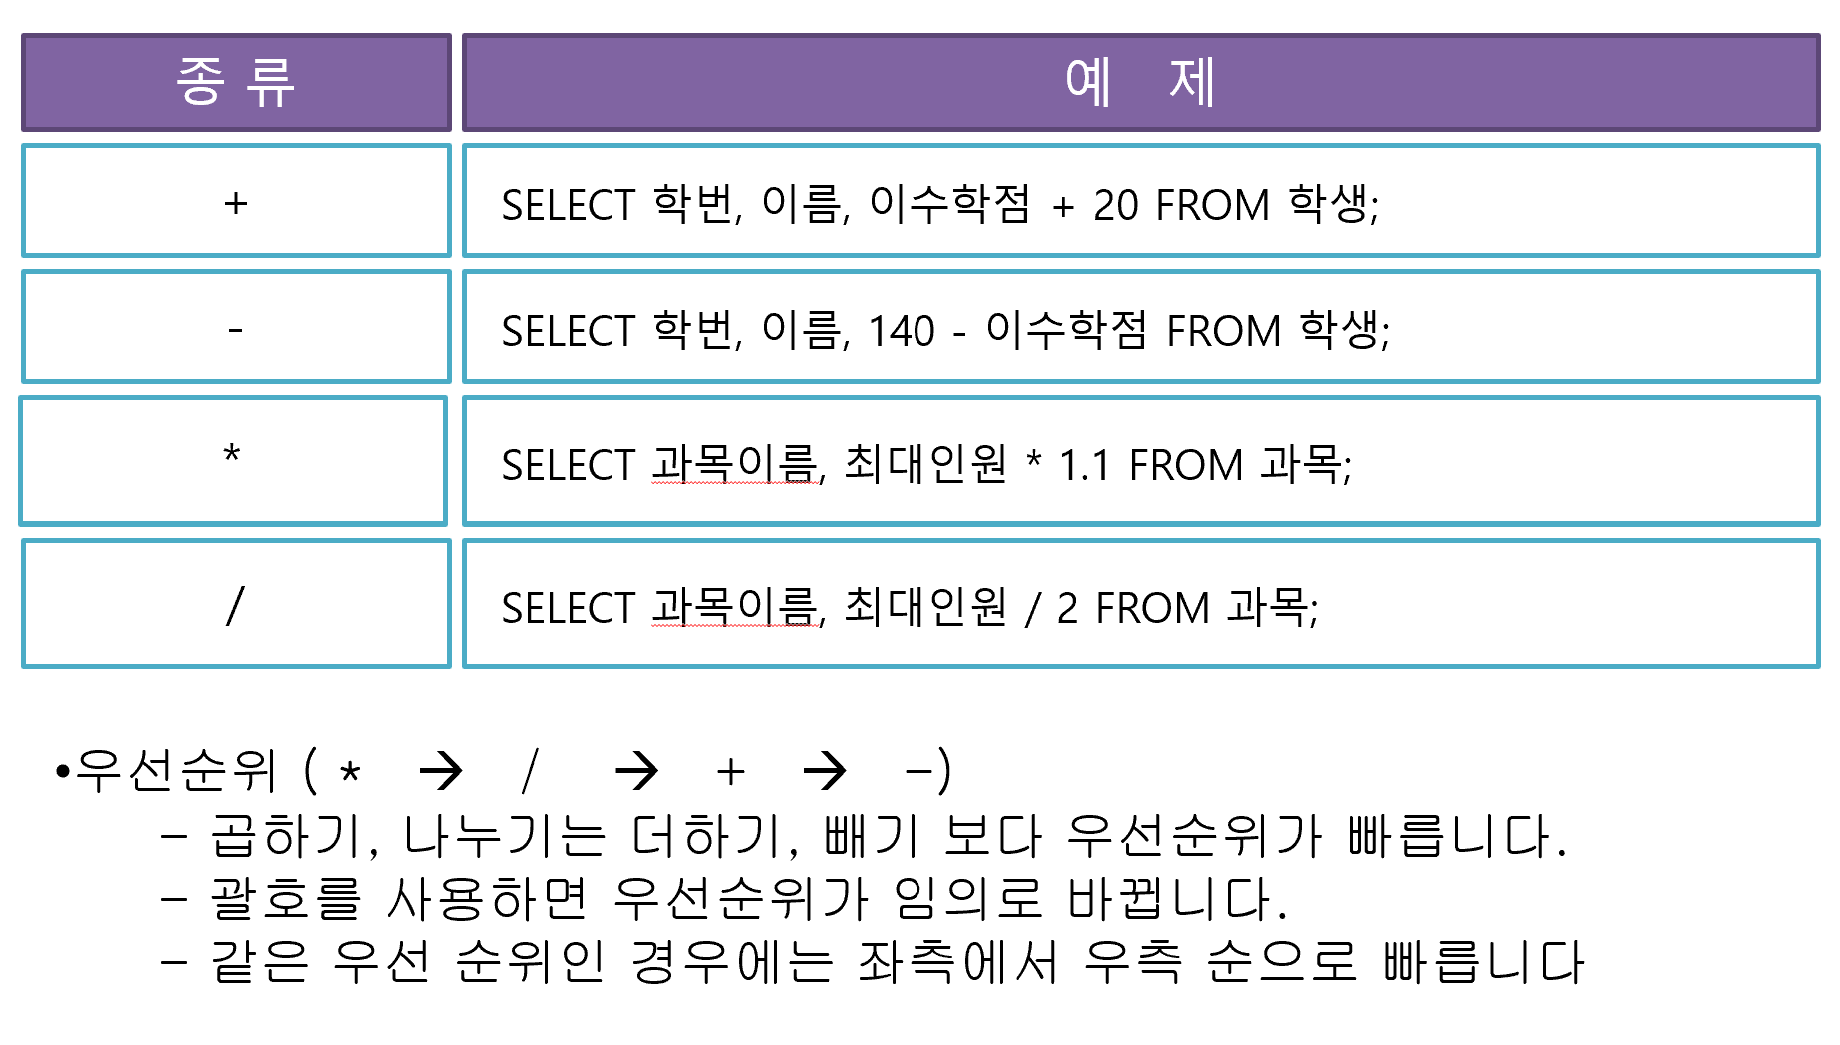 종 류 예 제
+ SELECT 학번, 이름, 이수학점 + 20 FROM 학생;
- SELECT 학번, 이름, 140 - 이수학점 FROM 학생;
* SELECT 과목이름, 최대인원 * 1.1 FROM 과목;
/ SELECT 과목이름, 최대인원 / 2 FROM 과목;
•우선순위 ( * → / → + → –)
– 곱하기, 나누기는 더하기, 빼기 보다 우선순위가 빠릅니다.
– 괄호를 사용하면 우선순위가 임의로 바뀝니다.
– 같은 우선 순위인 경우에는 좌측에서 우측 순으로 빠릅니다